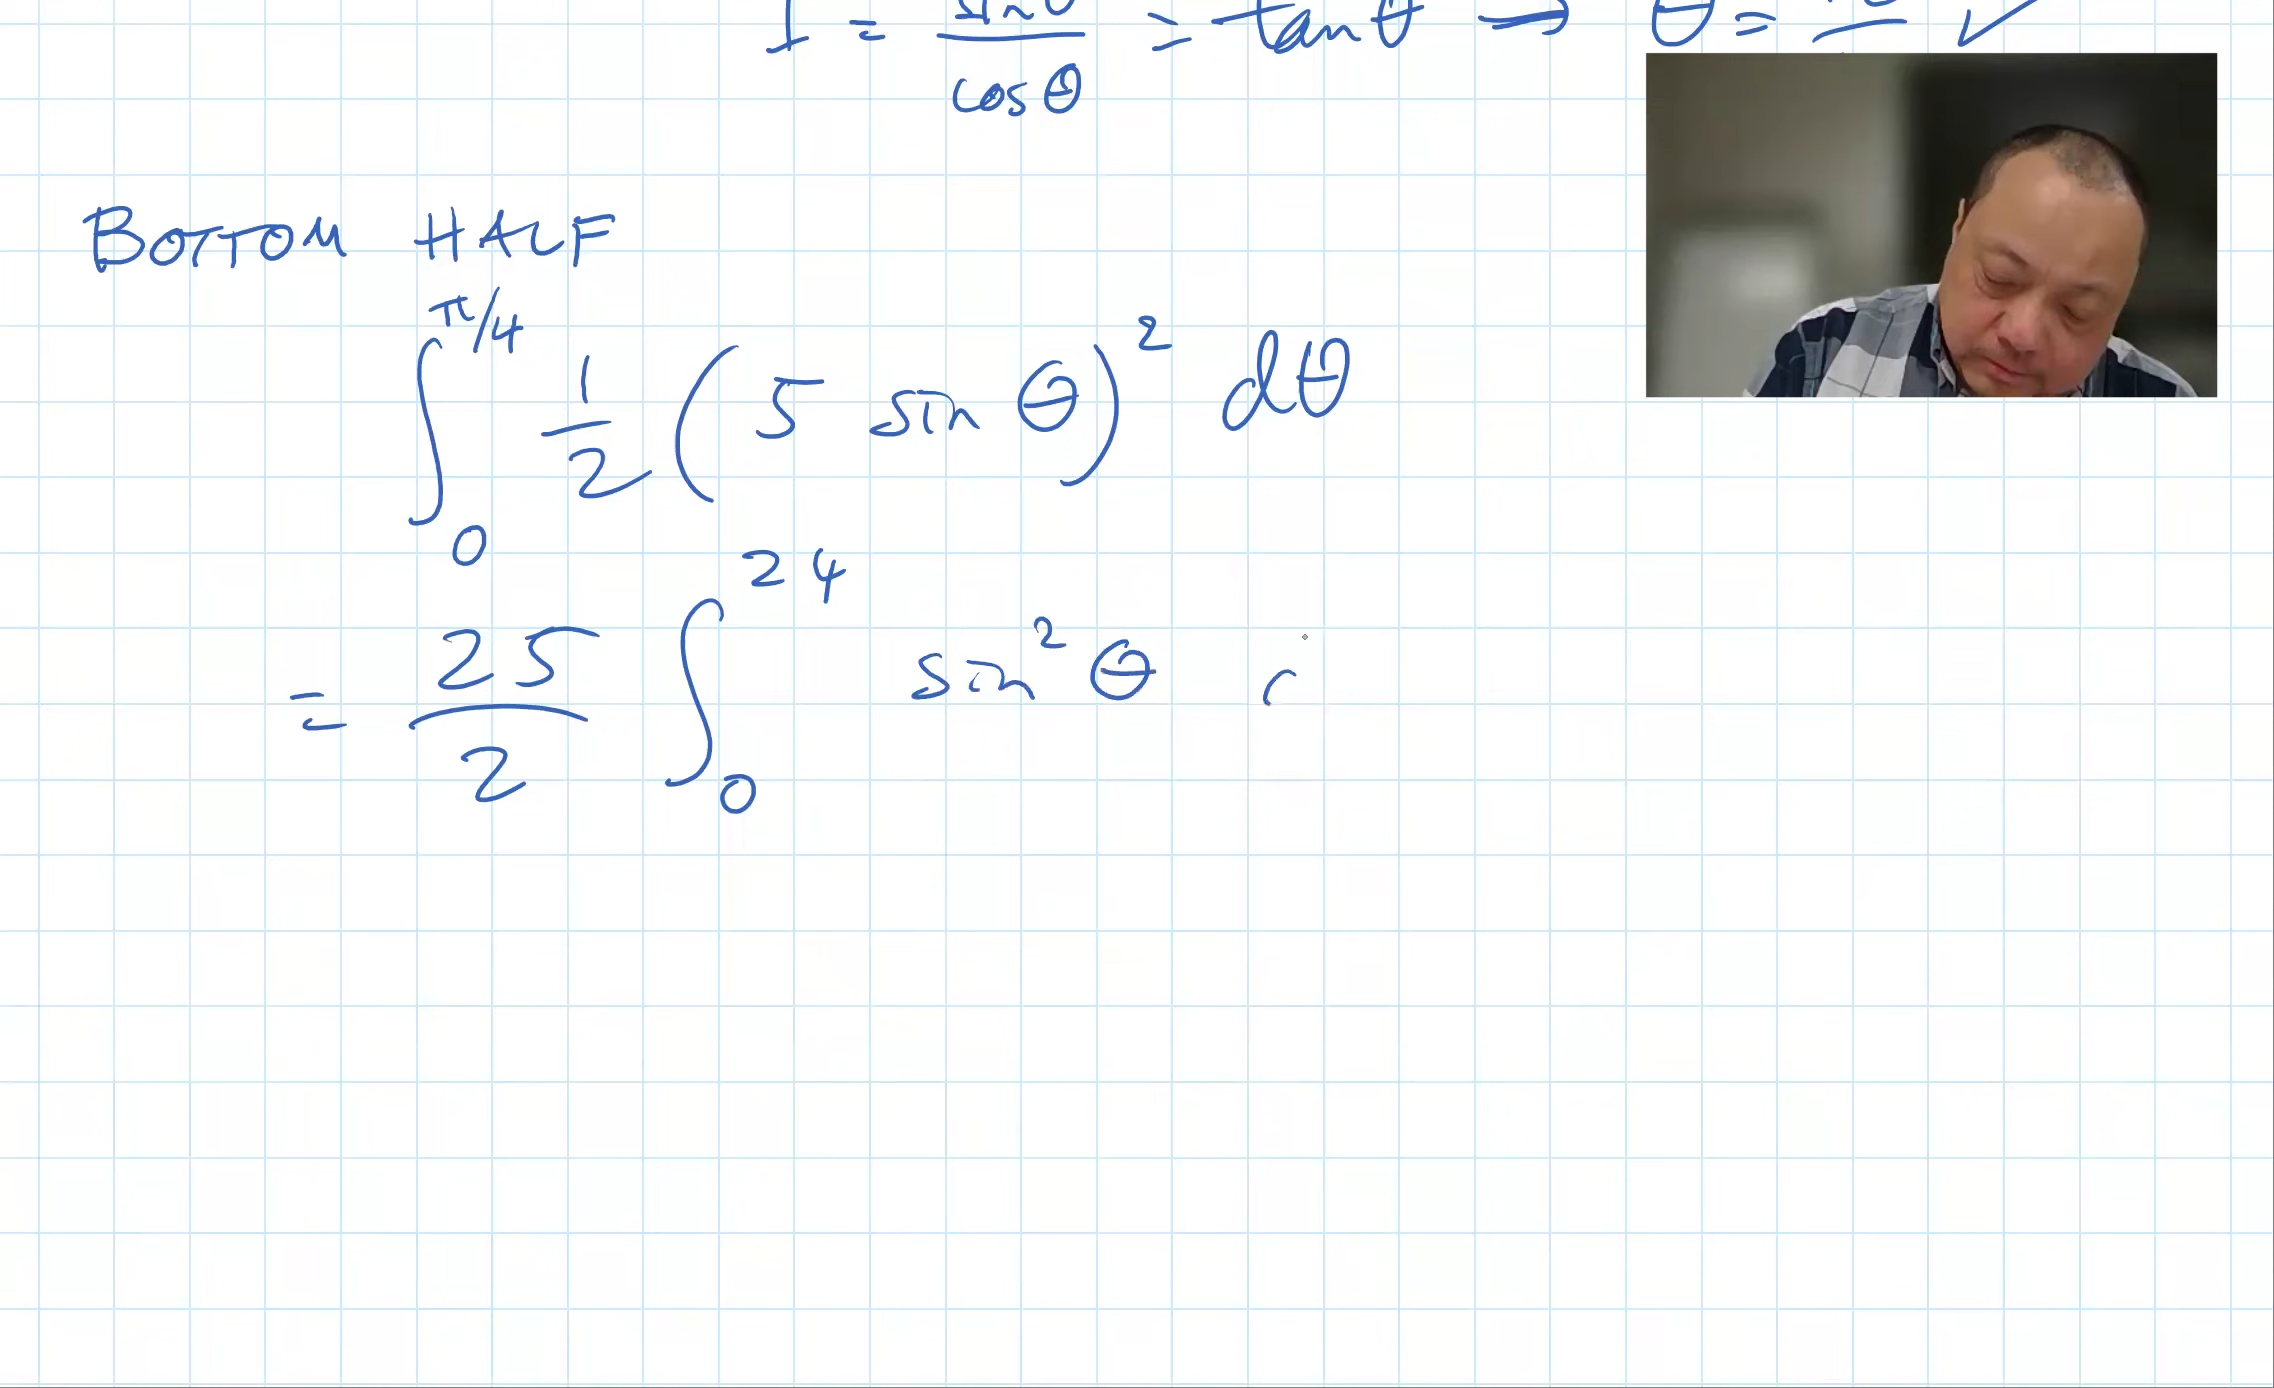 1 = sin θ / cos θ = tan θ → θ = ✓
BOTTOM HALF
∫₀^{π/4} 1/2 (5 sin θ)² dθ
= 25/2 ∫₀^{24} sin² θ